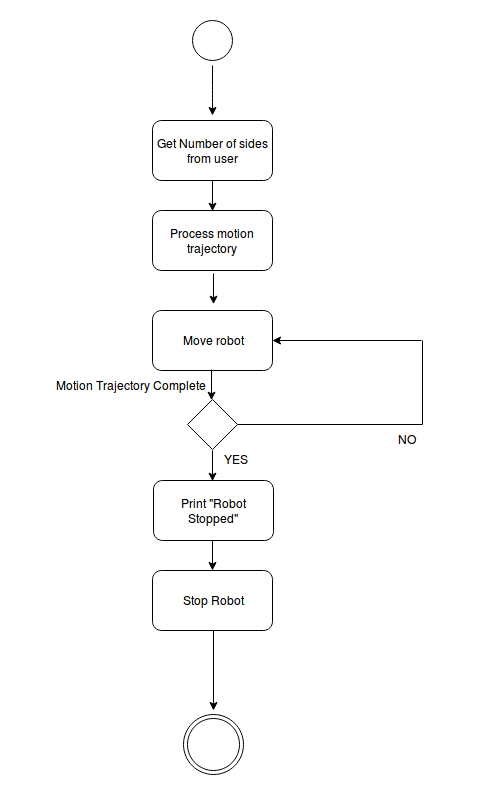 Get Number of sides
from user
Process motion
trajectory
Move robot
Motion Trajectory Complete
NO
YES
Print "Robot
Stopped"
Stop Robot